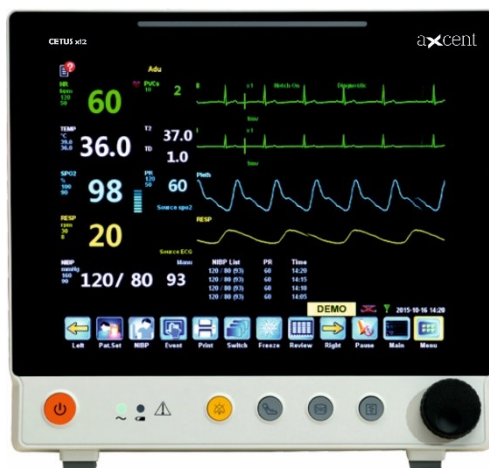 CETUS x12
axcent
Adu
HR
bpm
120
50
60
PVCs
10
2
II
x1
Notch On
Diagnostic
TEMP
°C
39.0
36.0
36.0
T2
37.0
TD
1.0
I
x1
SPO2
%
100
90
98
PR
120
50
60
Source spo2
Pleth
RESP
rpm
30
8
20
Source ECG
RESP
NIBP
mmHg
160
90
120/ 80
Manu
93
NIBP List PR Time
120 / 80 (93) 60 14:20
120 / 80 (93) 60 14:15
120 / 80 (93) 60 14:10
120 / 80 (93) 60 14:05
DEMO
2015-10-16 14:20
Left Pat.Set NIBP Event Print Switch Freeze Review Right Pause Main Menu